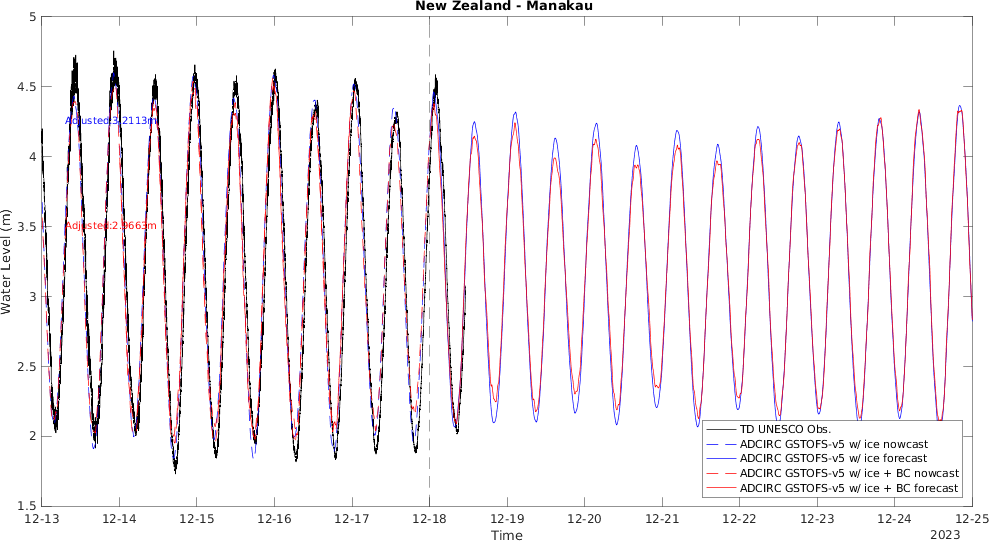 New Zealand - Manakau
5
4.5
4
3.5
3
2.5
2
1.5
Water Level (m)
Adjusted:3.2113m
Adjusted:2.9663m
TD UNESCO Obs.
ADCIRC GSTOFS-v5 w/ ice nowcast
ADCIRC GSTOFS-v5 w/ ice forecast
ADCIRC GSTOFS-v5 w/ ice + BC nowcast
ADCIRC GSTOFS-v5 w/ ice + BC forecast
12-13 12-14 12-15 12-16 12-17 12-18 12-19 12-20 12-21 12-22 12-23 12-24 12-25
Time
2023